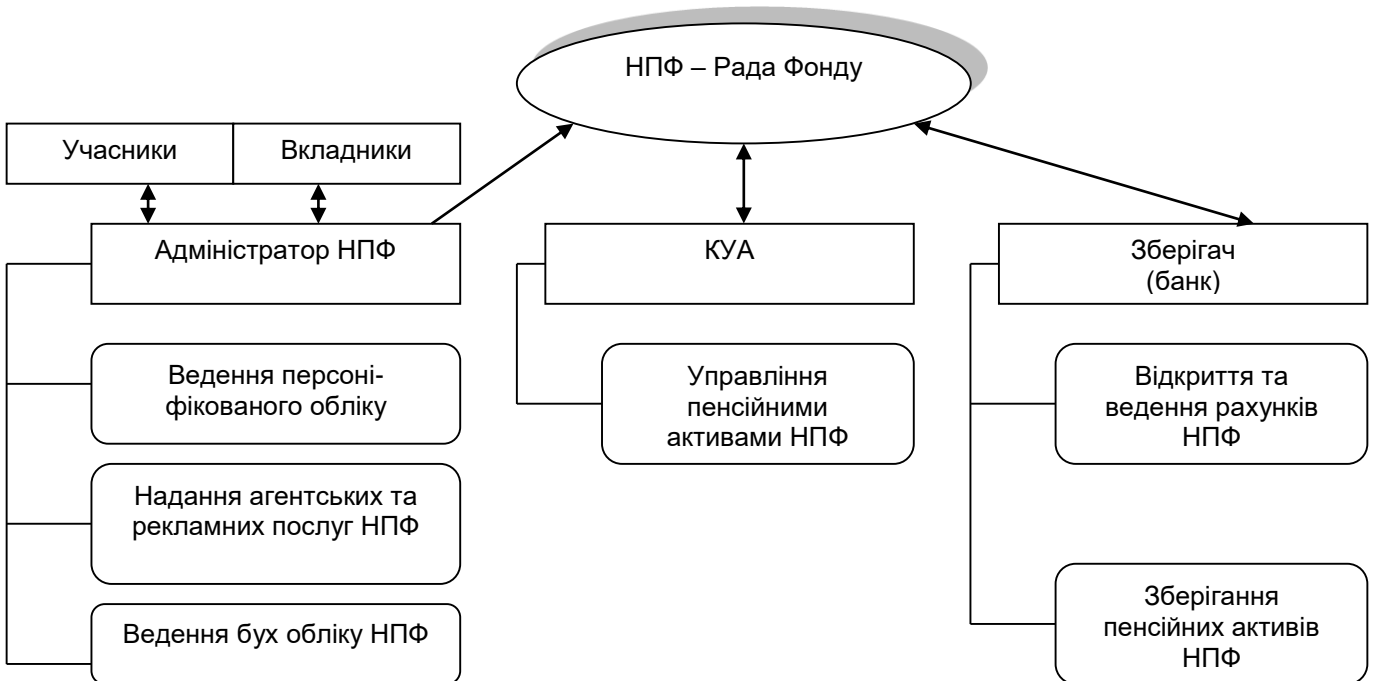 НПФ – Рада Фонду
Учасники
Вкладники
Адміністратор НПФ
КУА
Зберігач
(банк)
Ведення персоні-
фікованого обліку
Управління
пенсійними
активами НПФ
Відкриття та
ведення рахунків
НПФ
Надання агентських та
рекламних послуг НПФ
Ведення бух обліку НПФ
Зберігання
пенсійних активів
НПФ